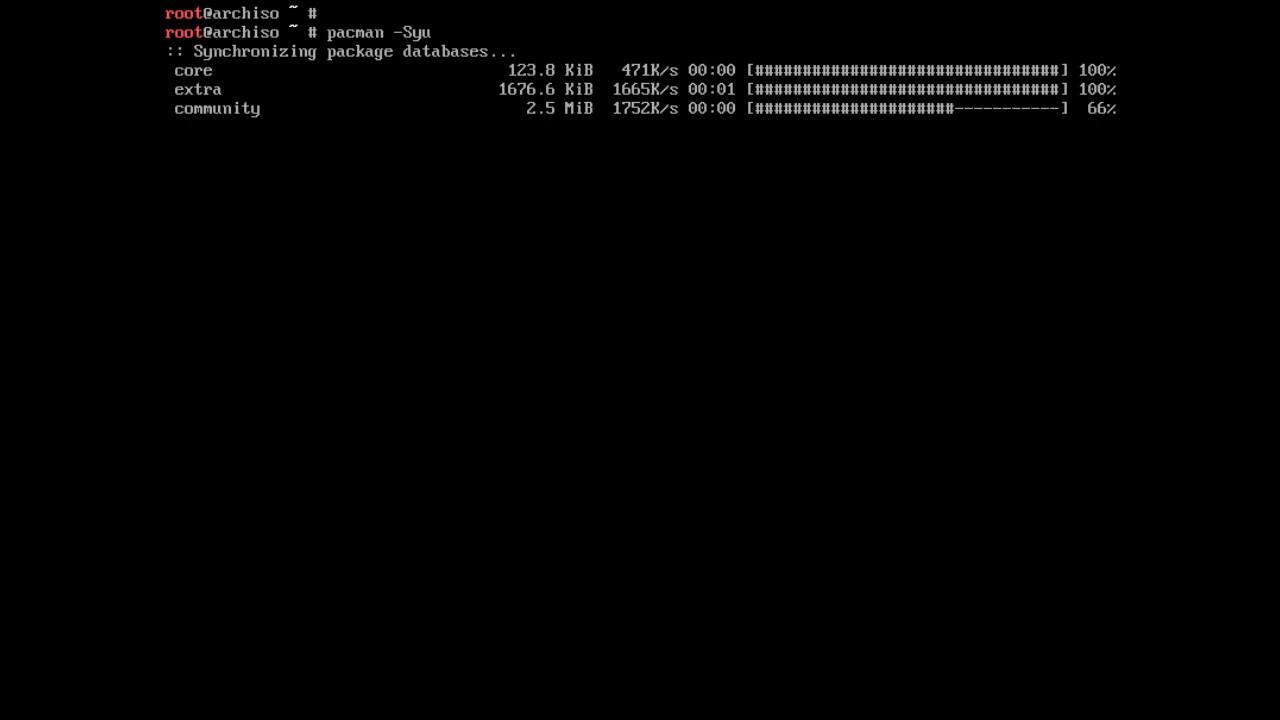 root@archiso ~ #
root@archiso ~ # pacman -Syu
:: Synchronizing package databases...
core 123.8 KiB 471K/s 00:00 [################################] 100%
extra 1676.6 KiB 1665K/s 00:01 [################################] 100%
community 2.5 MiB 1752K/s 00:00 [#####################-----------] 66%